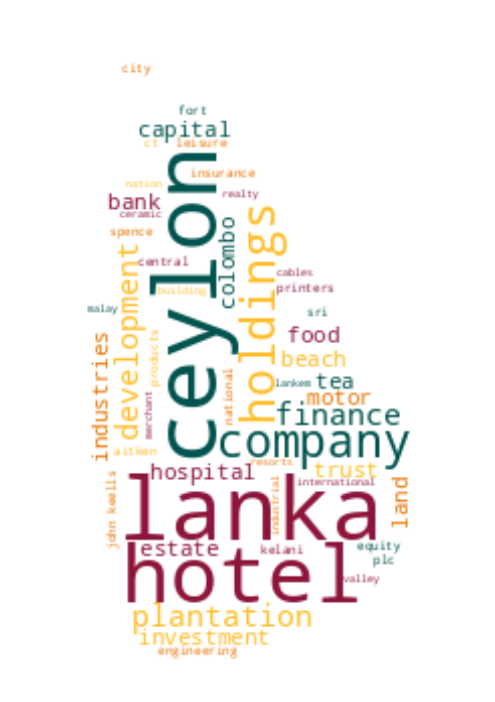 city
fort
capital
ct leisure
ceylon
insurance
nation
realty
bank
ceramic
holdings
colombo
spence
development
central
cables
building
printers
malay
sri
products
industries
food
beach
national
lankem
tea
merchant
motor
finance
company
aitken
resorts
hospital
trust
john keells
lanka
industrial
international
land
estate
kelani
equity
hotel
plc
valley
plantation
investment
engineering